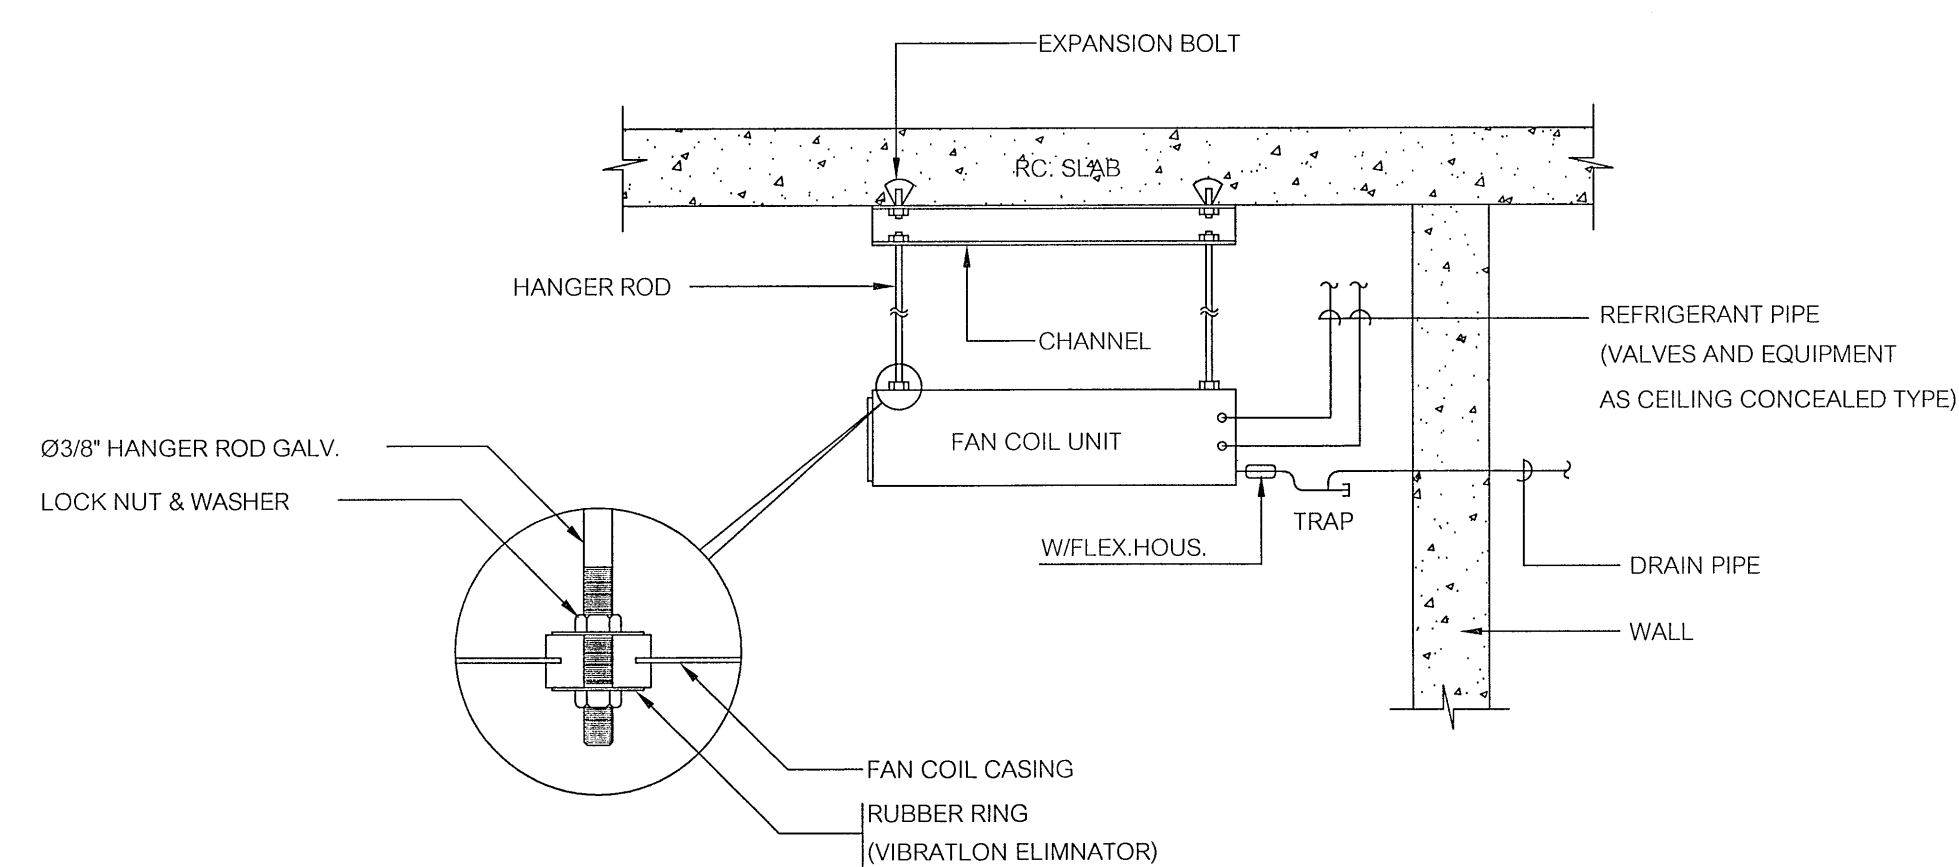 EXPANSION BOLT
RC. SLAB
HANGER ROD
CHANNEL
REFRIGERANT PIPE
(VALVES AND EQUIPMENT
AS CEILING CONCEALED TYPE)
FAN COIL UNIT
Ø3/8" HANGER ROD GALV.
LOCK NUT & WASHER
TRAP
W/FLEX.HOUS.
DRAIN PIPE
WALL
FAN COIL CASING
RUBBER RING
(VIBRATLON ELIMNATOR)